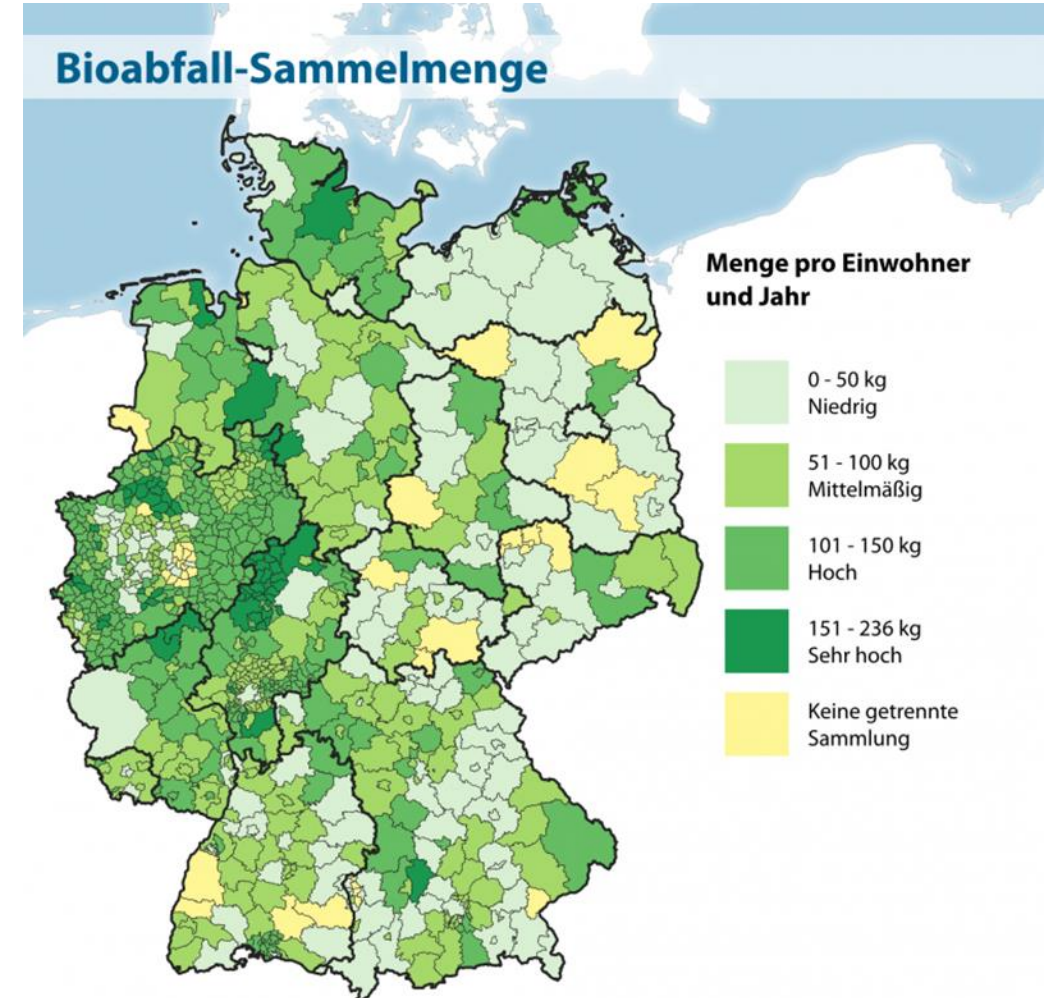 Bioabfall-Sammelmenge
Menge pro Einwohner
und Jahr
0 - 50 kg
Niedrig
51 - 100 kg
Mittelmäßig
101 - 150 kg
Hoch
151 - 236 kg
Sehr hoch
Keine getrennte
Sammlung